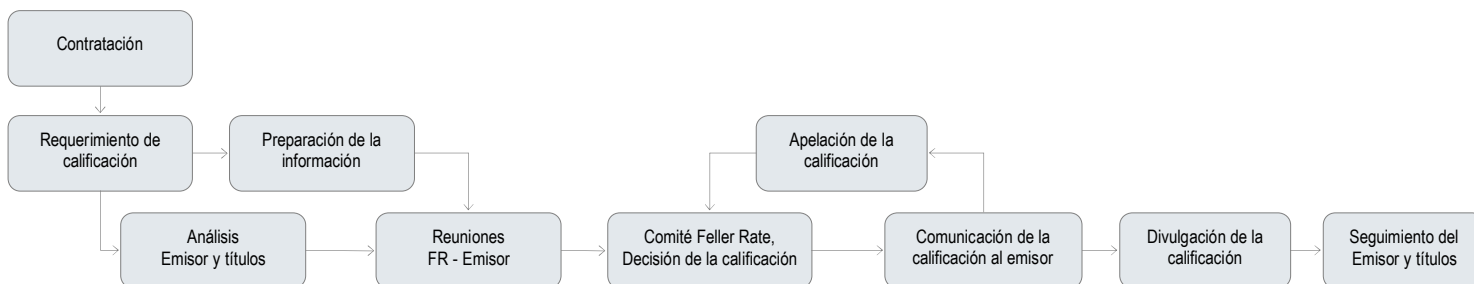 Contratación
Requerimiento de
calificación
Preparación de la
información
Apelación de la
calificación
Análisis
Emisor y títulos
Reuniones
FR - Emisor
Comité Feller Rate,
Decisión de la calificación
Comunicación de la
calificación al emisor
Divulgación de la
calificación
Seguimiento del
Emisor y títulos